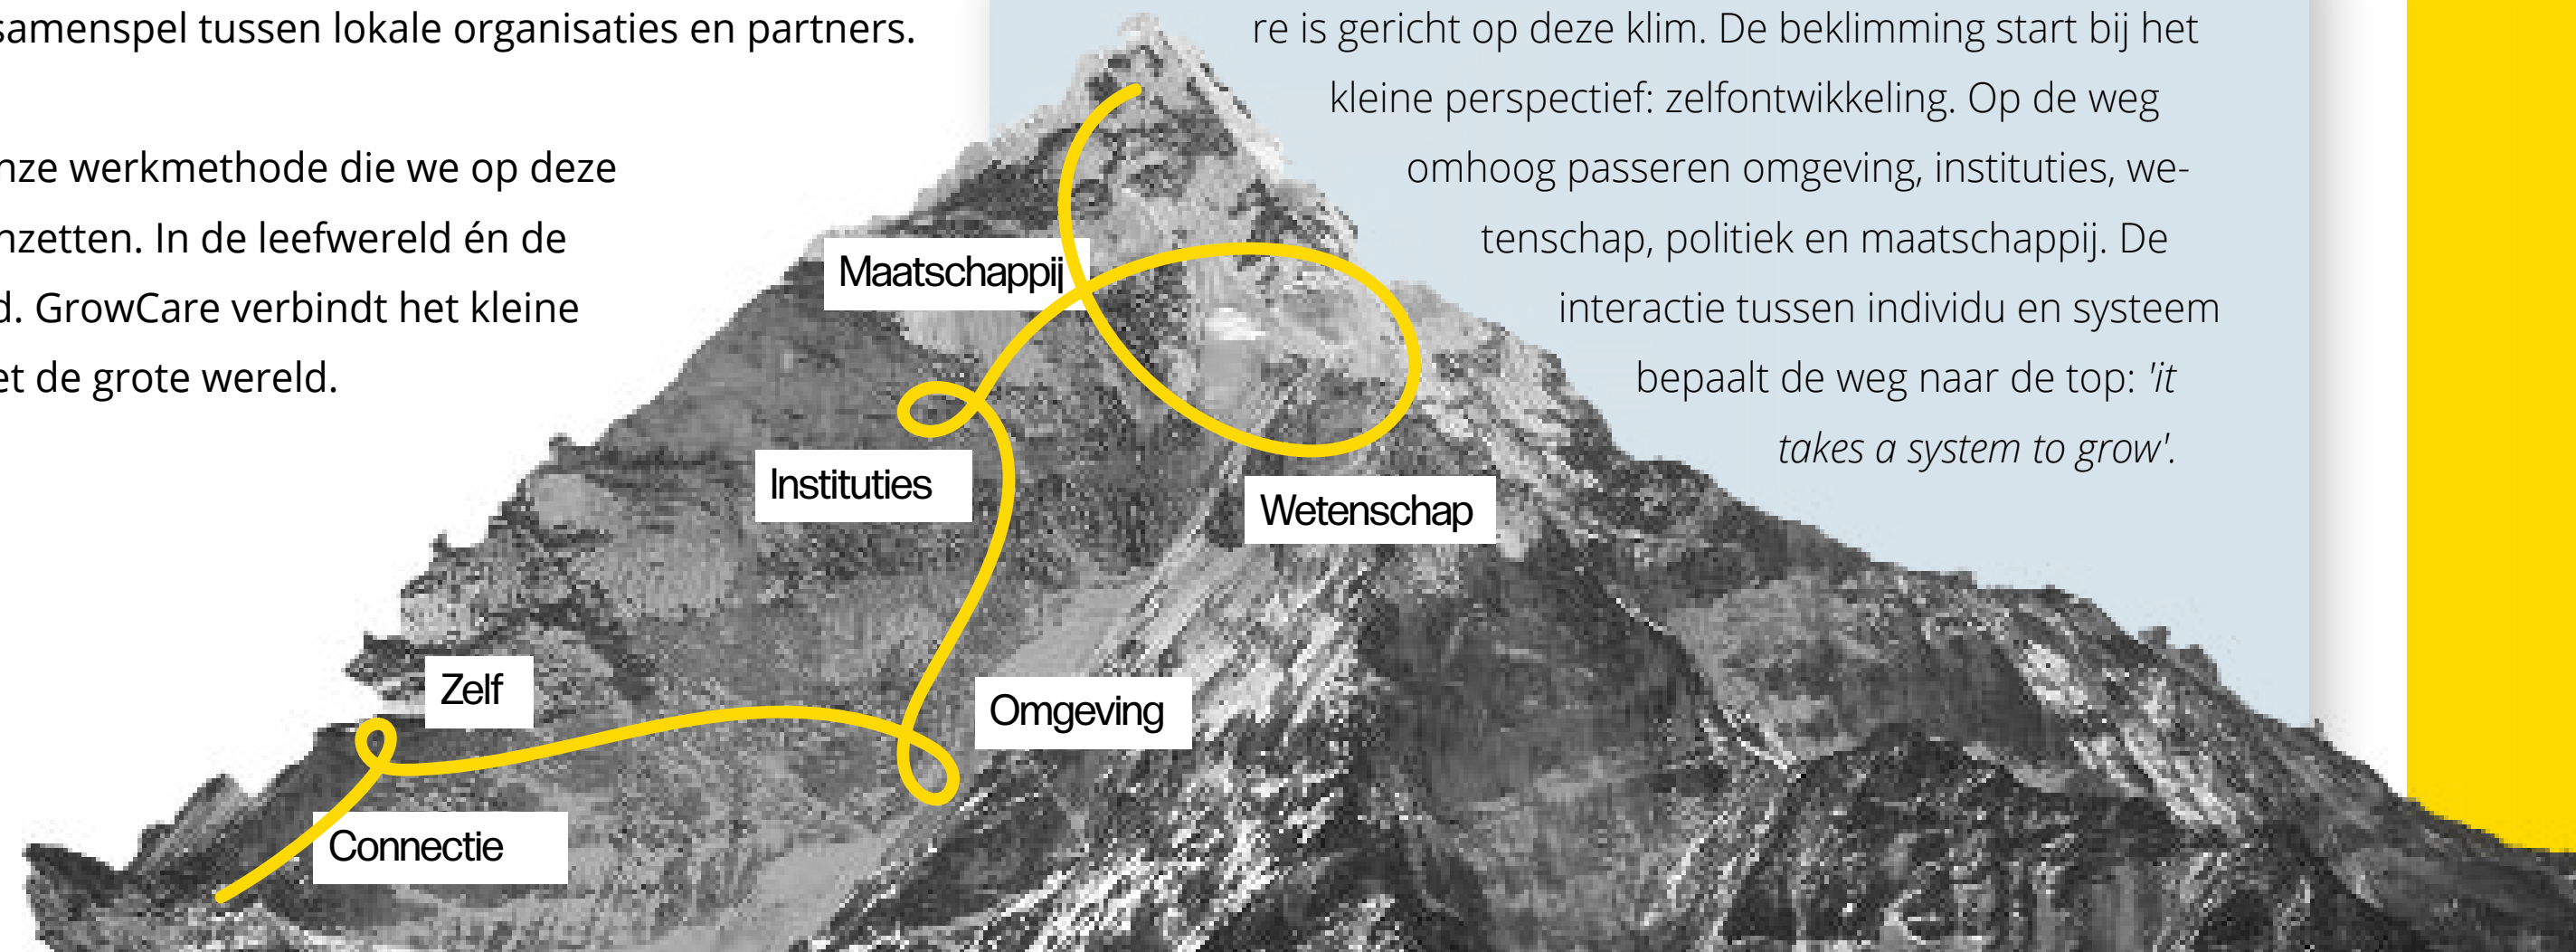 samenspel tussen lokale organisaties en partners.
nze werkmethode die we op deze
nzetten. In de leefwereld én de
d. GrowCare verbindt het kleine
et de grote wereld.
re is gericht op deze klim. De beklimming start bij het
kleine perspectief: zelfontwikkeling. Op de weg
omhoog passeren omgeving, instituties, we-
tenschap, politiek en maatschappij. De
interactie tussen individu en systeem
bepaalt de weg naar de top: 'it
takes a system to grow'.
Maatschappij
Instituties
Wetenschap
Zelf
Omgeving
Connectie